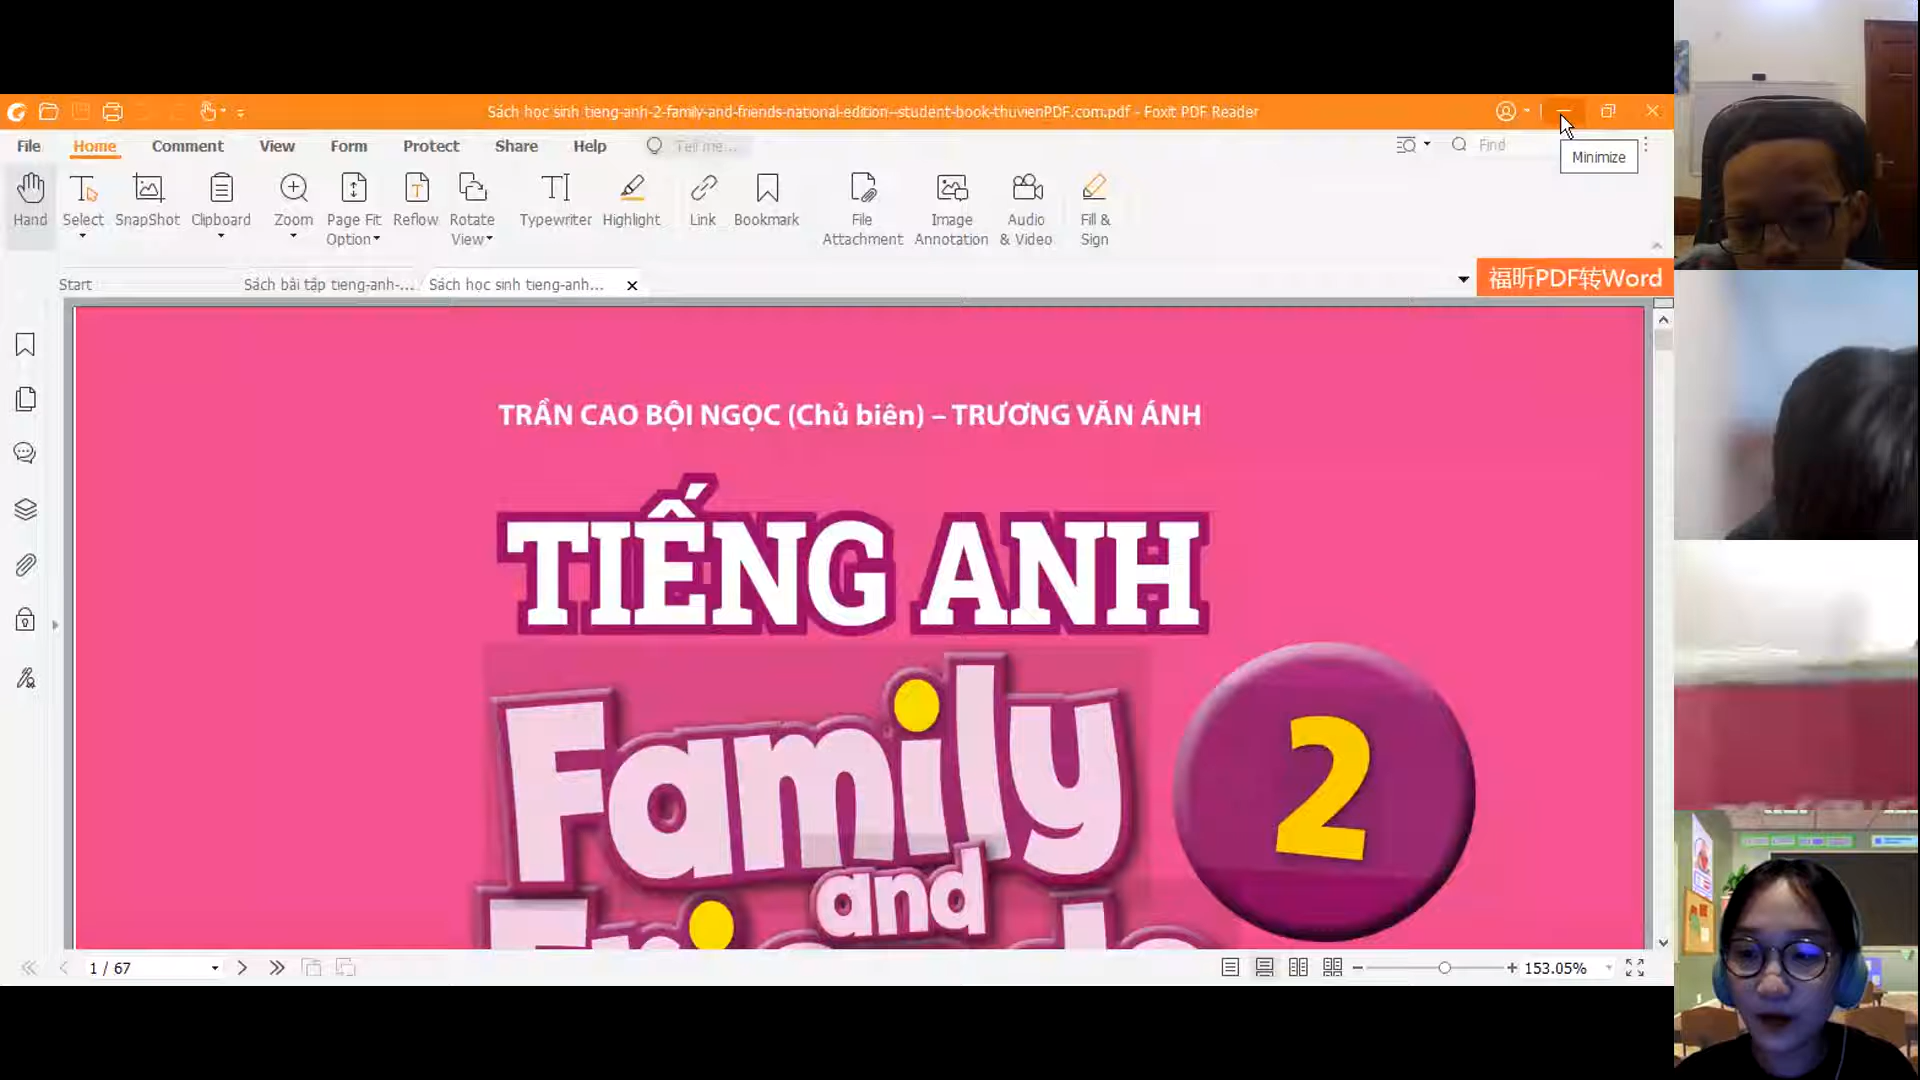 Sách học sinh tieng-anh-2-family-and-friends-national-edition--student-book-thuvienPDF.com.pdf - Foxit PDF Reader
File Home Comment View Form Protect Share Help Tell me... Find
Minimize
Hand Select SnapShot Clipboard Zoom Page Fit Option Reflow Rotate View Typewriter Highlight Link Bookmark File Attachment Image Annotation Audio & Video Fill & Sign
Start Sách bài tập tieng-anh-... Sách học sinh tieng-anh...
福昕PDF转Word
TRẦN CAO BỘI NGỌC (Chủ biên) – TRƯƠNG VĂN ÁNH
TIẾNG ANH
Family
2
and
1 / 67
153.05%